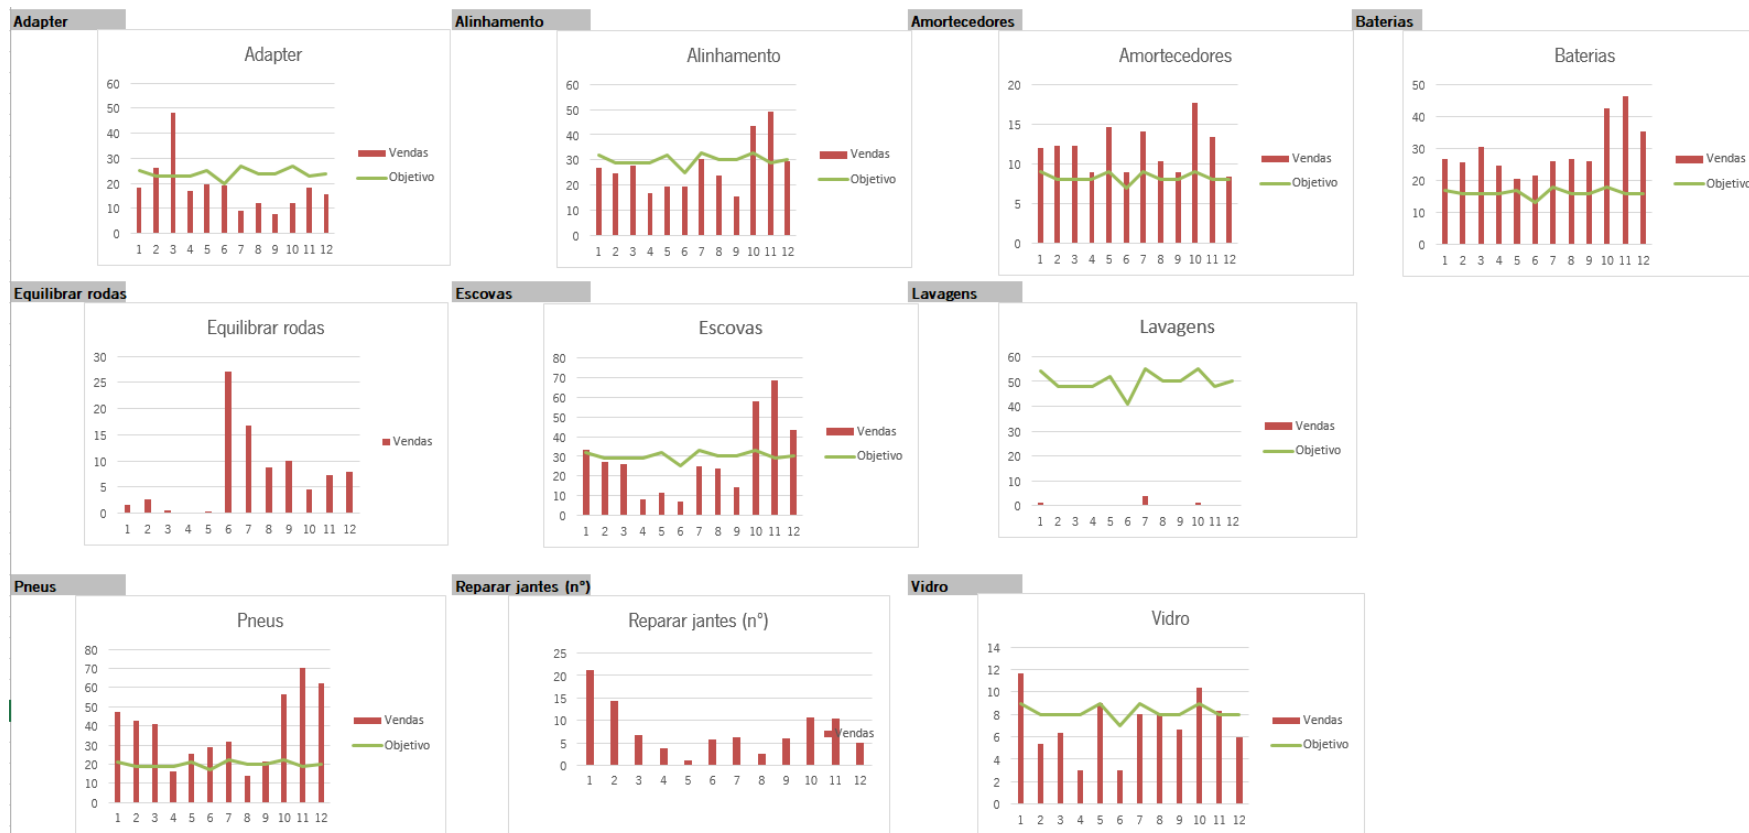 Adapter
Alinhamento
Amortecedores
Baterias
Adapter
60
50
40
30
20
10
0
1 2 3 4 5 6 7 8 9 10 11 12
Vendas
Objetivo
Alinhamento
60
50
40
30
20
10
0
1 2 3 4 5 6 7 8 9 10 11 12
Vendas
Objetivo
Amortecedores
20
15
10
5
0
1 2 3 4 5 6 7 8 9 10 11 12
Vendas
Objetivo
Baterias
50
40
30
20
10
0
1 2 3 4 5 6 7 8 9 10 11 12
Vendas
Objetivo
Equilibrar rodas
Escovas
Lavagens
Equilibrar rodas
30
25
20
15
10
5
0
1 2 3 4 5 6 7 8 9 10 11 12
Vendas
Escovas
80
70
60
50
40
30
20
10
0
1 2 3 4 5 6 7 8 9 10 11 12
Vendas
Objetivo
Lavagens
60
50
40
30
20
10
0
1 2 3 4 5 6 7 8 9 10 11 12
Vendas
Objetivo
Pneus
Reparar jantes (n°)
Vidro
Pneus
80
70
60
50
40
30
20
10
0
1 2 3 4 5 6 7 8 9 10 11 12
Vendas
Objetivo
Reparar jantes (n°)
25
20
15
10
5
0
1 2 3 4 5 6 7 8 9 10 11 12
Vendas
Vidro
14
12
10
8
6
4
2
0
1 2 3 4 5 6 7 8 9 10 11 12
Vendas
Objetivo